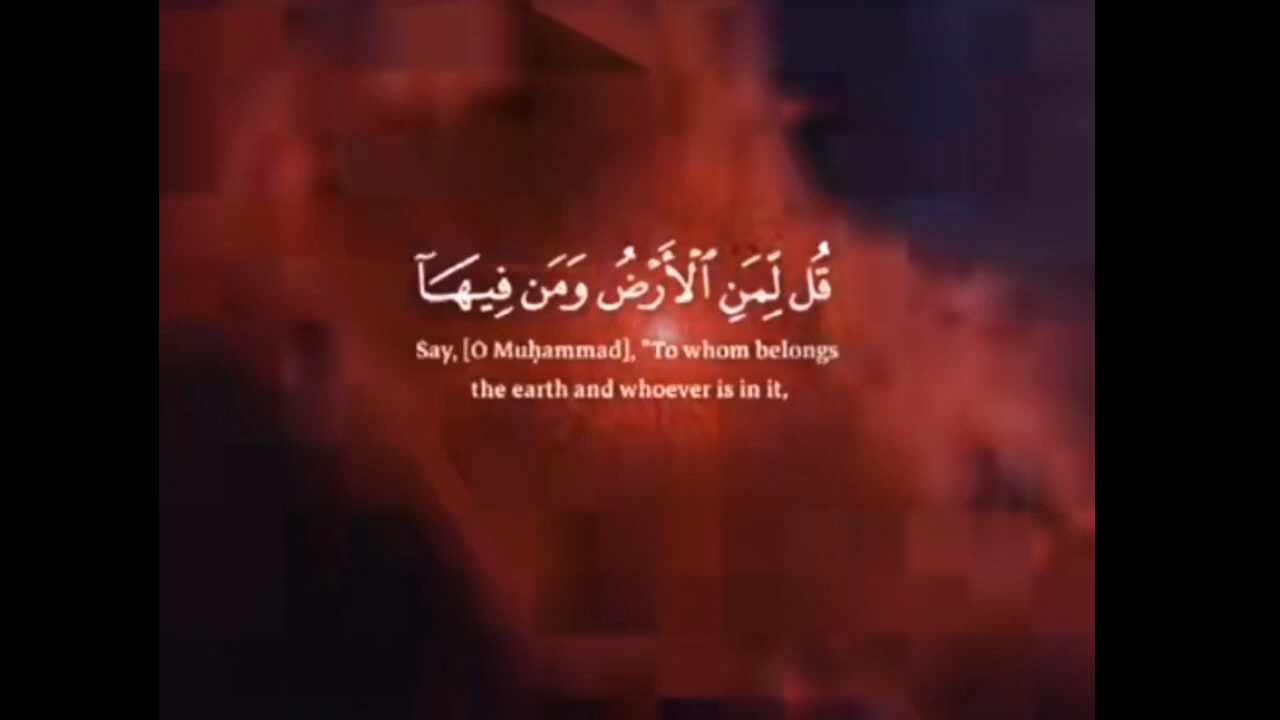 قُل لِّمَنِ ٱلْأَرْضُ وَمَن فِيهَآ
Say, [O Muḥammad], "To whom belongs
the earth and whoever is in it,